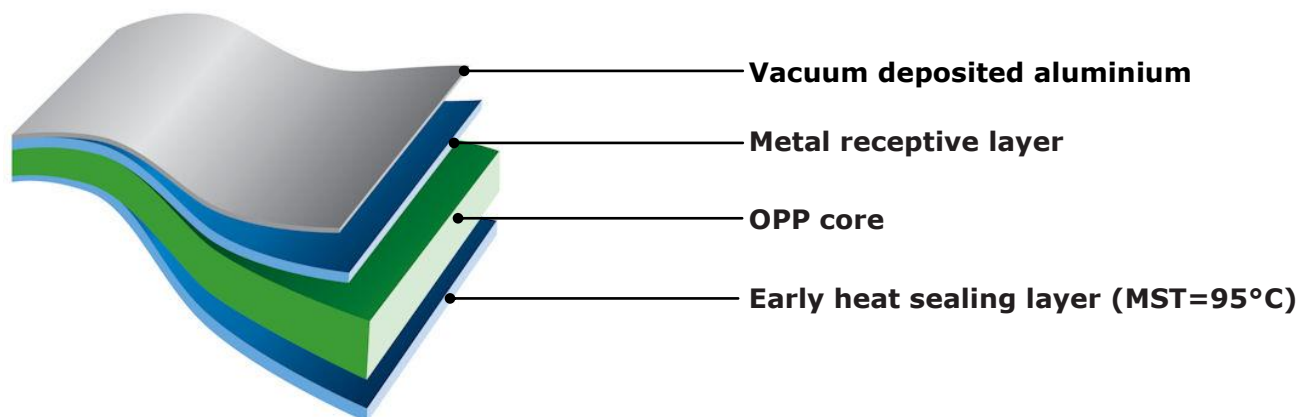 Vacuum deposited aluminium
Metal receptive layer
OPP core
Early heat sealing layer (MST=95°C)